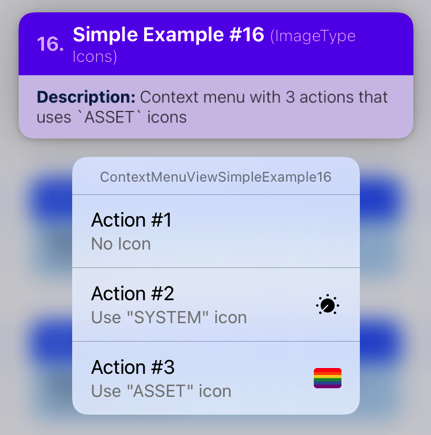 16. Simple Example #16 (ImageType
Icons)
Description: Context menu with 3 actions that
uses `ASSET` icons
ContextMenuViewSimpleExample16
Action #1
No Icon
Action #2
Use "SYSTEM" icon
Action #3
Use "ASSET" icon